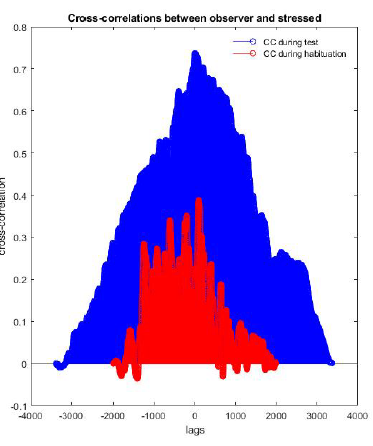 Cross-correlations between observer and stressed
CC during test
CC during habituation
0.8
0.7
0.6
0.5
0.4
0.3
0.2
0.1
0
-0.1
cross-correlation
-4000 -3000 -2000 -1000 0 1000 2000 3000 4000
lags